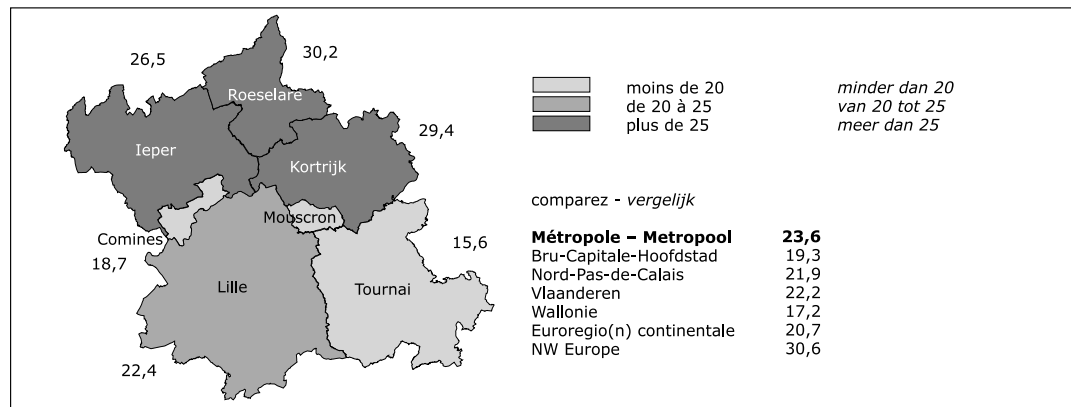 26,5
30,2
Roeselare
29,4
Ieper
Kortrijk
Mouscron
Comines
18,7
15,6
Lille
Tournai
22,4
moins de 20 minder dan 20
de 20 à 25 van 20 tot 25
plus de 25 meer dan 25
comparez - vergelijk
Métropole – Metropool 23,6
Bru-Capitale-Hoofdstad 19,3
Nord-Pas-de-Calais 21,9
Vlaanderen 22,2
Wallonie 17,2
Euroregio(n) continentale 20,7
NW Europe 30,6